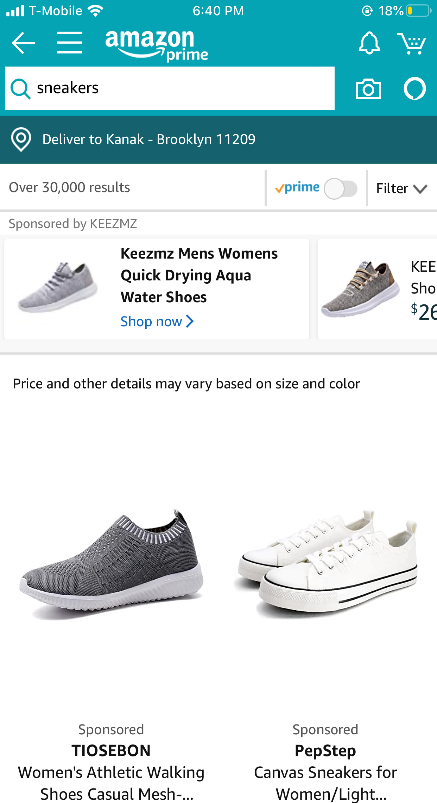 T-Mobile 6:40 PM 18%
amazon
prime
sneakers
Deliver to Kanak - Brooklyn 11209
Over 30,000 results prime Filter
Sponsored by KEEZMZ
Keezmz Mens Womens
Quick Drying Aqua
Water Shoes
Shop now
KEE
Sho
$26
Price and other details may vary based on size and color
Sponsored
TIOSEBON
Women's Athletic Walking
Shoes Casual Mesh-...
Sponsored
PepStep
Canvas Sneakers for
Women/Light...